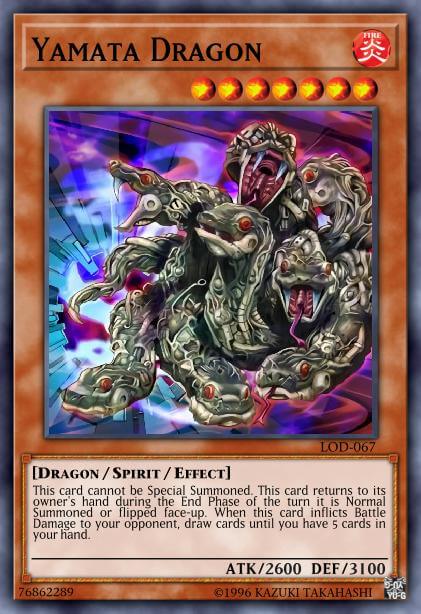 YAMATA DRAGON
FIRE
炎
LOD-067
[DRAGON / SPIRIT / EFFECT]
This card cannot be Special Summoned. This card returns to its
owner's hand during the End Phase of the turn it is Normal
Summoned or flipped face-up. When this card inflicts Battle
Damage to your opponent, draw cards until you have 5 cards in
your hand.
ATK/2600 DEF/3100
76862289
©1996 KAZUKI TAKAHASHI